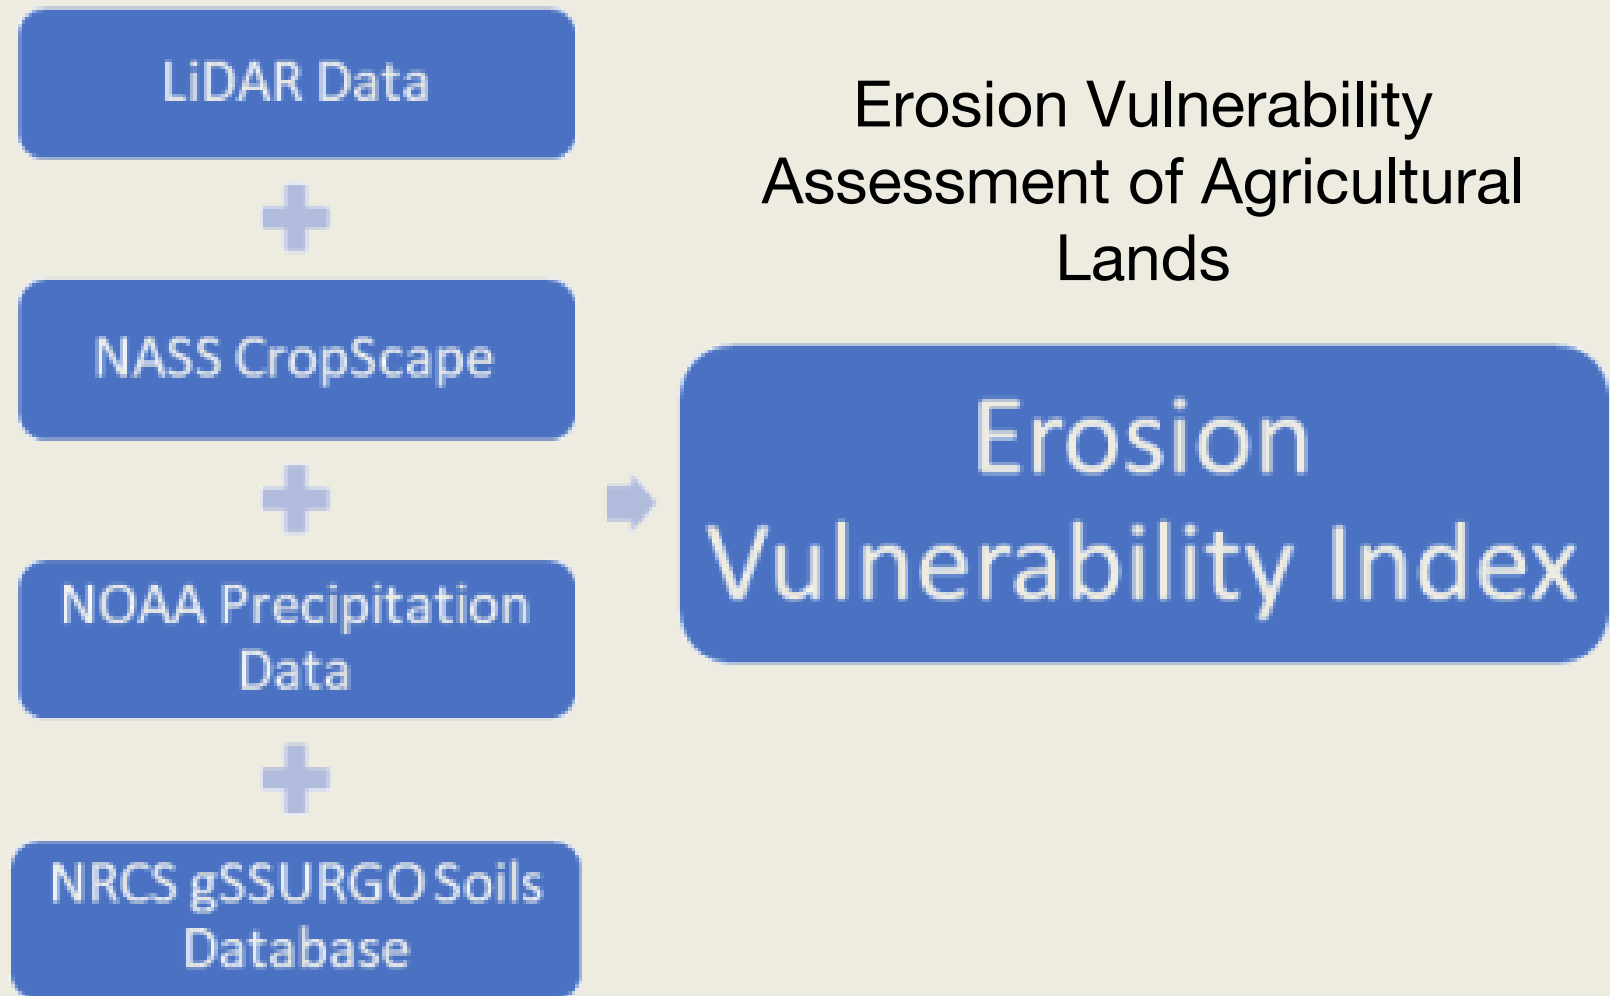 LiDAR Data
NASS CropScape
NOAA Precipitation
Data
NRCS gSSURGO Soils
Database
Erosion Vulnerability
Assessment of Agricultural
Lands
Erosion
Vulnerability Index